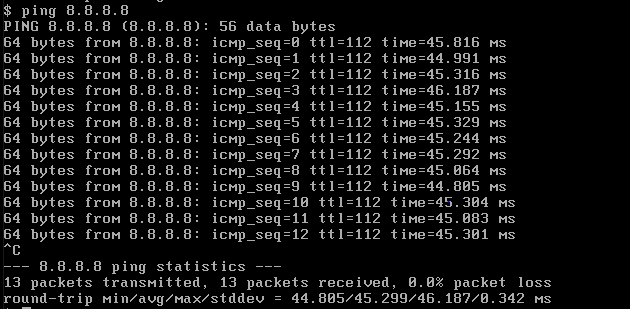 $ ping 8.8.8.8
PING 8.8.8.8 (8.8.8.8): 56 data bytes
64 bytes from 8.8.8.8: icmp_seq=0 ttl=112 time=45.816 ms
64 bytes from 8.8.8.8: icmp_seq=1 ttl=112 time=44.991 ms
64 bytes from 8.8.8.8: icmp_seq=2 ttl=112 time=45.316 ms
64 bytes from 8.8.8.8: icmp_seq=3 ttl=112 time=46.187 ms
64 bytes from 8.8.8.8: icmp_seq=4 ttl=112 time=45.155 ms
64 bytes from 8.8.8.8: icmp_seq=5 ttl=112 time=45.329 ms
64 bytes from 8.8.8.8: icmp_seq=6 ttl=112 time=45.244 ms
64 bytes from 8.8.8.8: icmp_seq=7 ttl=112 time=45.292 ms
64 bytes from 8.8.8.8: icmp_seq=8 ttl=112 time=45.064 ms
64 bytes from 8.8.8.8: icmp_seq=9 ttl=112 time=44.805 ms
64 bytes from 8.8.8.8: icmp_seq=10 ttl=112 time=45.304 ms
64 bytes from 8.8.8.8: icmp_seq=11 ttl=112 time=45.083 ms
64 bytes from 8.8.8.8: icmp_seq=12 ttl=112 time=45.301 ms
^C
--- 8.8.8.8 ping statistics ---
13 packets transmitted, 13 packets received, 0.0% packet loss
round-trip min/avg/max/stddev = 44.805/45.299/46.187/0.342 ms